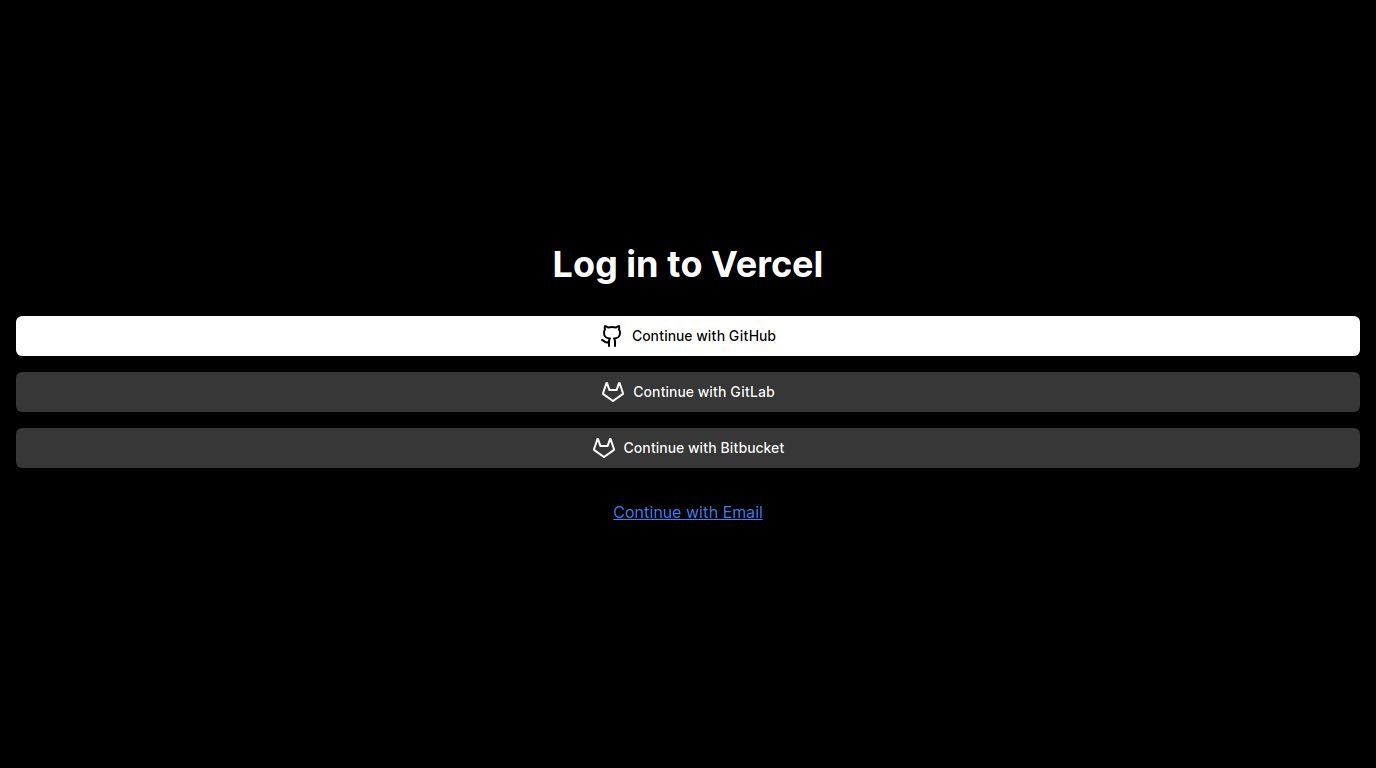 Log in to Vercel
Continue with GitHub
Continue with GitLab
Continue with Bitbucket
Continue with Email